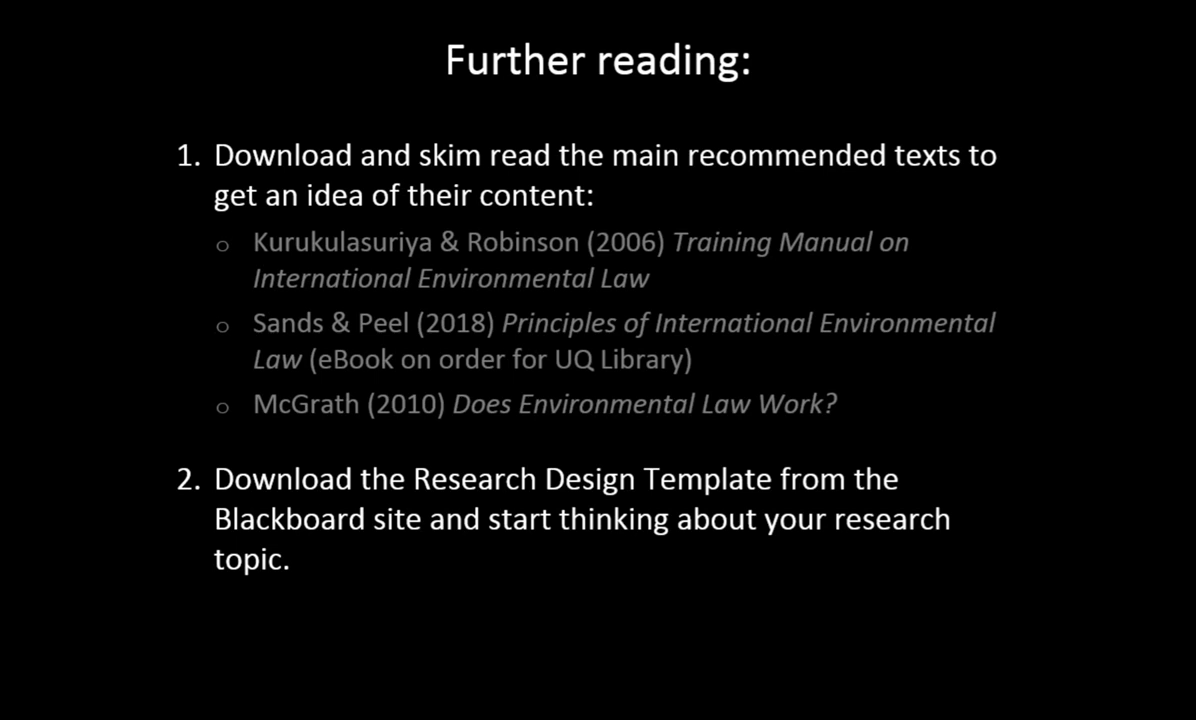 Further reading:
1. Download and skim read the main recommended texts to
get an idea of their content:
o Kurukulasuriya & Robinson (2006) Training Manual on
International Environmental Law
o Sands & Peel (2018) Principles of International Environmental
Law (eBook on order for UQ Library)
o McGrath (2010) Does Environmental Law Work?
2. Download the Research Design Template from the
Blackboard site and start thinking about your research
topic.